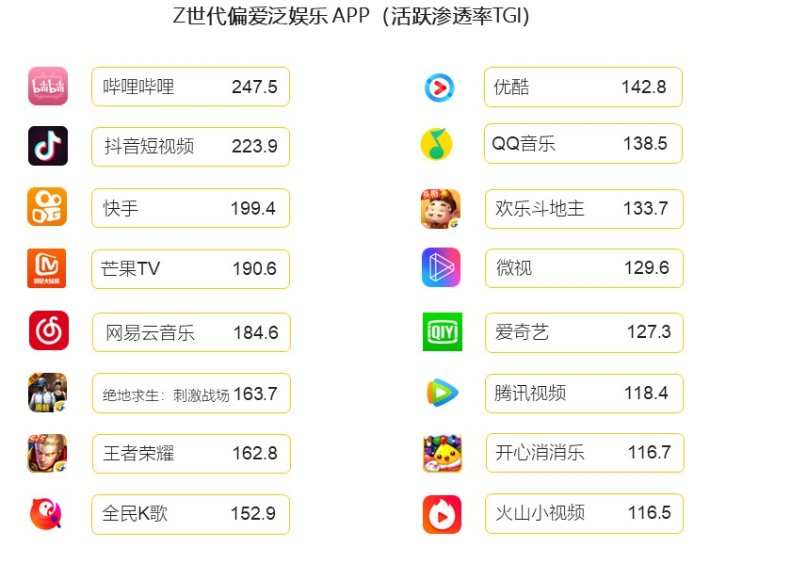 Z世代偏爱泛娱乐APP（活跃渗透率TGI）
bilibili 哔哩哔哩 247.5
抖音短视频 223.9
快手 199.4
芒果TV 190.6
网易云音乐 184.6
绝地求生：刺激战场 163.7
王者荣耀 162.8
全民K歌 152.9
优酷 142.8
QQ音乐 138.5
欢乐斗地主 133.7
微视 129.6
iQIY 爱奇艺 127.3
腾讯视频 118.4
开心消消乐 116.7
火山小视频 116.5